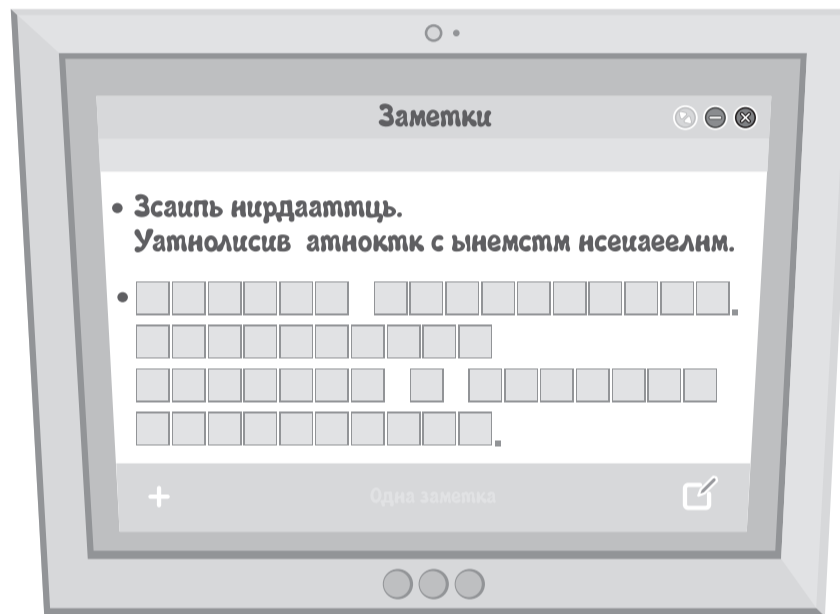 Заметки
Зсаипь нирдааттць.
Уатнолисив атноктк с ынемстм нсеиаеелнм.
Одна заметка